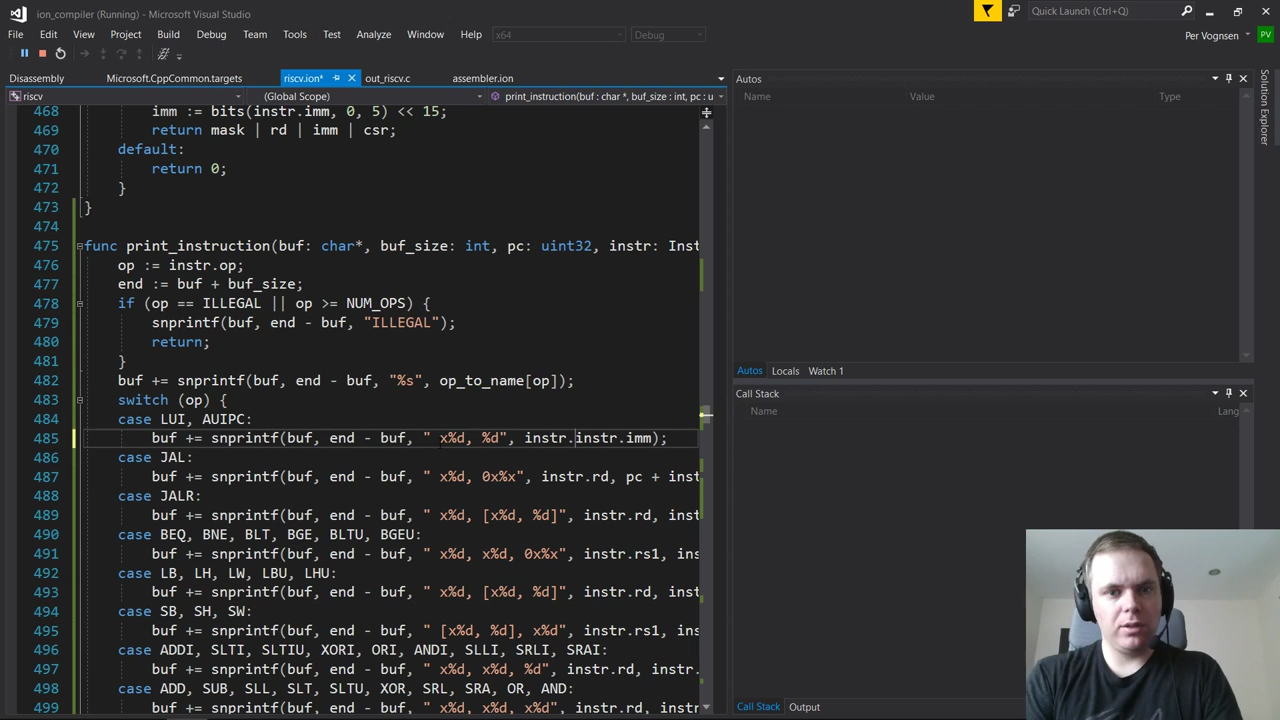 ion_compiler (Running) - Microsoft Visual Studio
Quick Launch (Ctrl+Q)
File Edit View Project Build Debug Team Tools Test Analyze Window Help x64 Debug
Per Vognsen PV
Disassembly Microsoft.CppCommon.targets riscv.ion* out_riscv.c assembler.ion
riscv (Global Scope) print_instruction(buf : char *, buf_size : int, pc : u
468 imm := bits(instr.imm, 0, 5) << 15;
469 return mask | rd | imm | csr;
470 default:
471 return 0;
472 }
473 }
474
475 func print_instruction(buf: char*, buf_size: int, pc: uint32, instr: Inst
476 op := instr.op;
477 end := buf + buf_size;
478 if (op == ILLEGAL || op >= NUM_OPS) {
479 snprintf(buf, end - buf, "ILLEGAL");
480 return;
481 }
482 buf += snprintf(buf, end - buf, "%s", op_to_name[op]);
483 switch (op) {
484 case LUI, AUIPC:
485 buf += snprintf(buf, end - buf, " x%d, %d", instr.instr.imm);
486 case JAL:
487 buf += snprintf(buf, end - buf, " x%d, 0x%x", instr.rd, pc + inst
488 case JALR:
489 buf += snprintf(buf, end - buf, " x%d, [x%d, %d]", instr.rd, inst
490 case BEQ, BNE, BLT, BGE, BLTU, BGEU:
491 buf += snprintf(buf, end - buf, " x%d, x%d, 0x%x", instr.rs1, ins
492 case LB, LH, LW, LBU, LHU:
493 buf += snprintf(buf, end - buf, " x%d, [x%d, %d]", instr.rd, inst
494 case SB, SH, SW:
495 buf += snprintf(buf, end - buf, " [x%d, %d], x%d", instr.rs1, ins
496 case ADDI, SLTI, SLTIU, XORI, ORI, ANDI, SLLI, SRLI, SRAI:
497 buf += snprintf(buf, end - buf, " x%d, x%d, %d", instr.rd, instr.
498 case ADD, SUB, SLL, SLT, SLTU, XOR, SRL, SRA, OR, AND:
499 buf += snprintf(buf, end - buf, " x%d, x%d, x%d", instr.rd, instr
Autos
Name Value Type
Autos Locals Watch 1
Call Stack
Name Lang
Call Stack Output
Solution Explorer